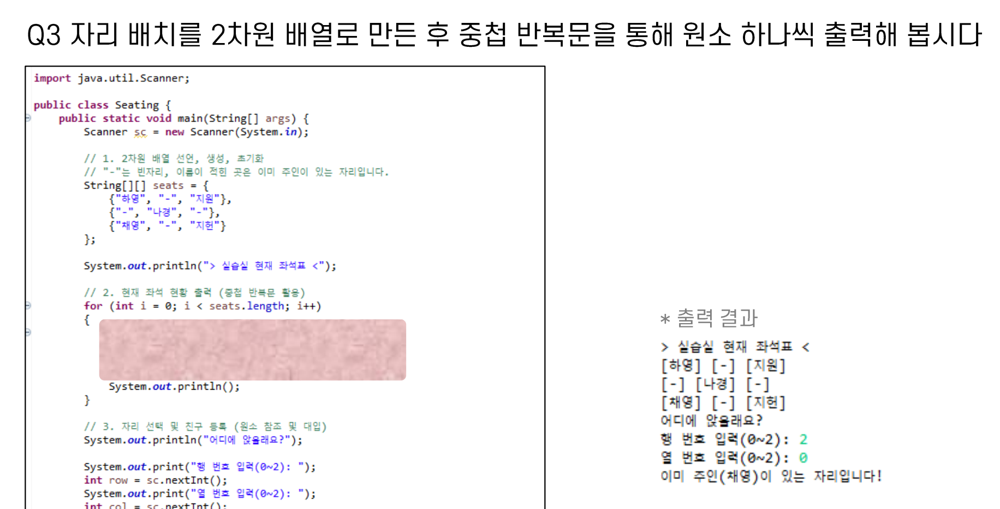 Q3 자리 배치를 2차원 배열로 만든 후 중첩 반복문을 통해 원소 하나씩 출력해 봅시다
import java.util.Scanner;
public class Seating {
public static void main(String[] args) {
Scanner sc = new Scanner(System.in);
// 1. 2차원 배열 선언, 생성, 초기화
// "-"는 빈자리, 이름이 적힌 곳은 이미 주인이 있는 자리입니다.
String[][] seats = {
{"하영", "-", "지원"},
{"-", "나경", "-"},
{"채영", "-", "지헌"}
};
System.out.println("> 실습실 현재 좌석표 <");
// 2. 현재 좌석 현황 출력 (중첩 반복문 활용)
for (int i = 0; i < seats.length; i++)
{
System.out.println();
}
// 3. 자리 선택 및 친구 등록 (원소 참조 및 대입)
System.out.println("어디에 앉을래요?");
System.out.print("행 번호 입력(0~2): ");
int row = sc.nextInt();
System.out.print("열 번호 입력(0~2): ");
int col = sc.nextInt();
* 출력 결과
> 실습실 현재 좌석표 <
[하영] [-] [지원]
[-] [나경] [-]
[채영] [-] [지헌]
어디에 앉을래요?
행 번호 입력(0~2): 2
열 번호 입력(0~2): 0
이미 주인(채영)이 있는 자리입니다!